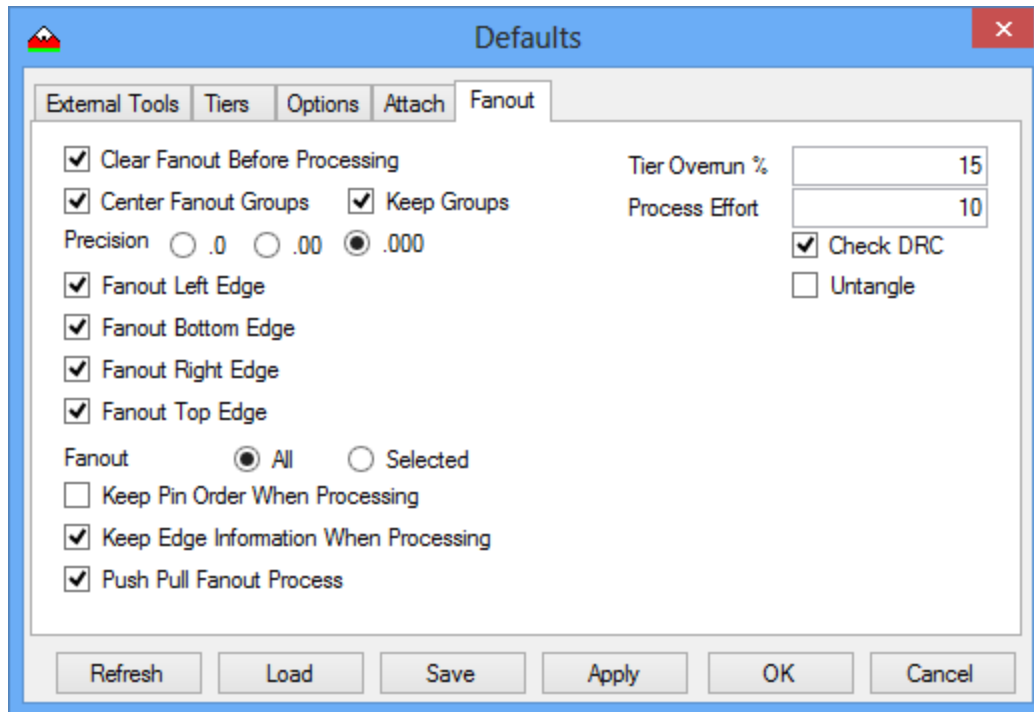 Defaults
External Tools Tiers Options Attach Fanout
Clear Fanout Before Processing
Tier Overrun % 15
Center Fanout Groups Keep Groups
Process Effort 10
Precision .0 .00 .000
Check DRC
Fanout Left Edge
Untangle
Fanout Bottom Edge
Fanout Right Edge
Fanout Top Edge
Fanout All Selected
Keep Pin Order When Processing
Keep Edge Information When Processing
Push Pull Fanout Process
Refresh Load Save Apply OK Cancel